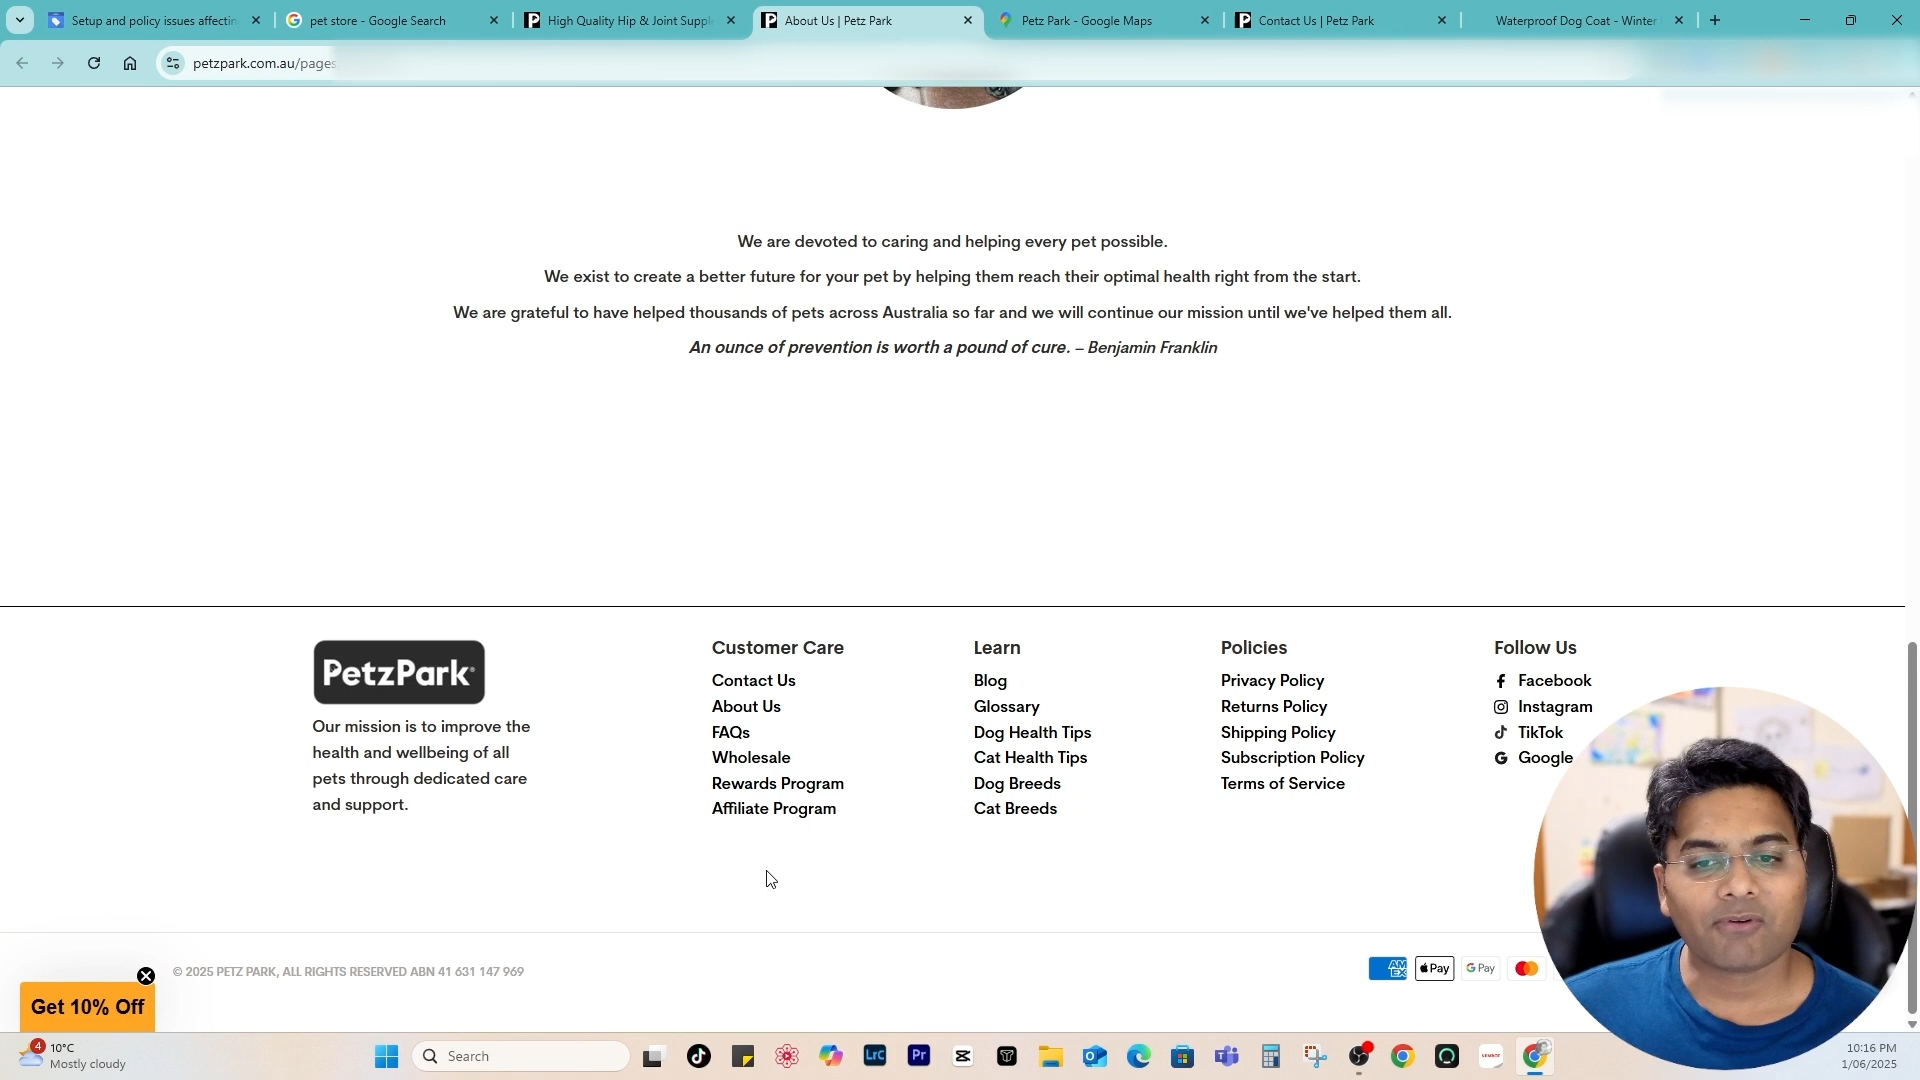 Setup and policy issues affectin
pet store - Google Search
High Quality Hip & Joint Supple
About Us | Petz Park
Petz Park - Google Maps
Contact Us | Petz Park
Waterproof Dog Coat - Winter
petzpark.com.au/pages
We are devoted to caring and helping every pet possible.
We exist to create a better future for your pet by helping them reach their optimal health right from the start.
We are grateful to have helped thousands of pets across Australia so far and we will continue our mission until we've helped them all.
An ounce of prevention is worth a pound of cure. – Benjamin Franklin
PetzPark
Our mission is to improve the
health and wellbeing of all
pets through dedicated care
and support.
Customer Care
Contact Us
About Us
FAQs
Wholesale
Rewards Program
Affiliate Program
Learn
Blog
Glossary
Dog Health Tips
Cat Health Tips
Dog Breeds
Cat Breeds
Policies
Privacy Policy
Returns Policy
Shipping Policy
Subscription Policy
Terms of Service
Follow Us
Facebook
Instagram
TikTok
Google
© 2025 PETZ PARK, ALL RIGHTS RESERVED ABN 41 631 147 969
AM EX
Pay
G Pay
Get 10% Off
4
10°C
Mostly cloudy
Search
LrC
Pr
10:16 PM
1/06/2025